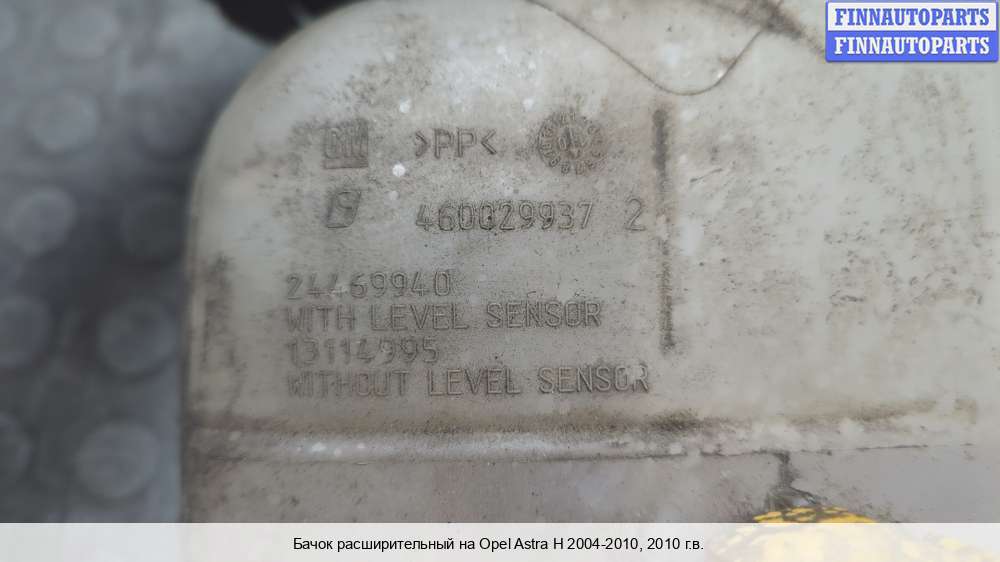 FINNAUTOPARTS
FINNAUTOPARTS
GM >PP<
460029937 2
24469940
WITH LEVEL SENSOR
13114995
WITHOUT LEVEL SENSOR
Бачок расширительный на Opel Astra H 2004-2010, 2010 г.в.